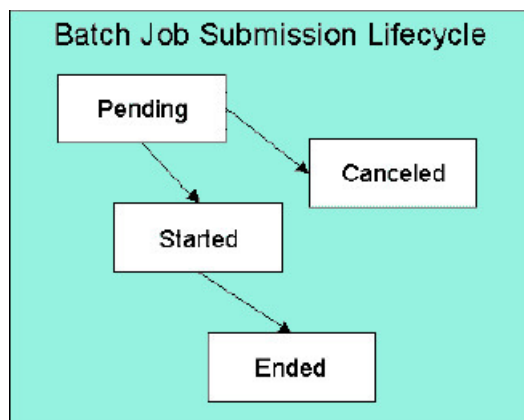 Batch Job Submission Lifecycle
Pending
Canceled
Started
Ended